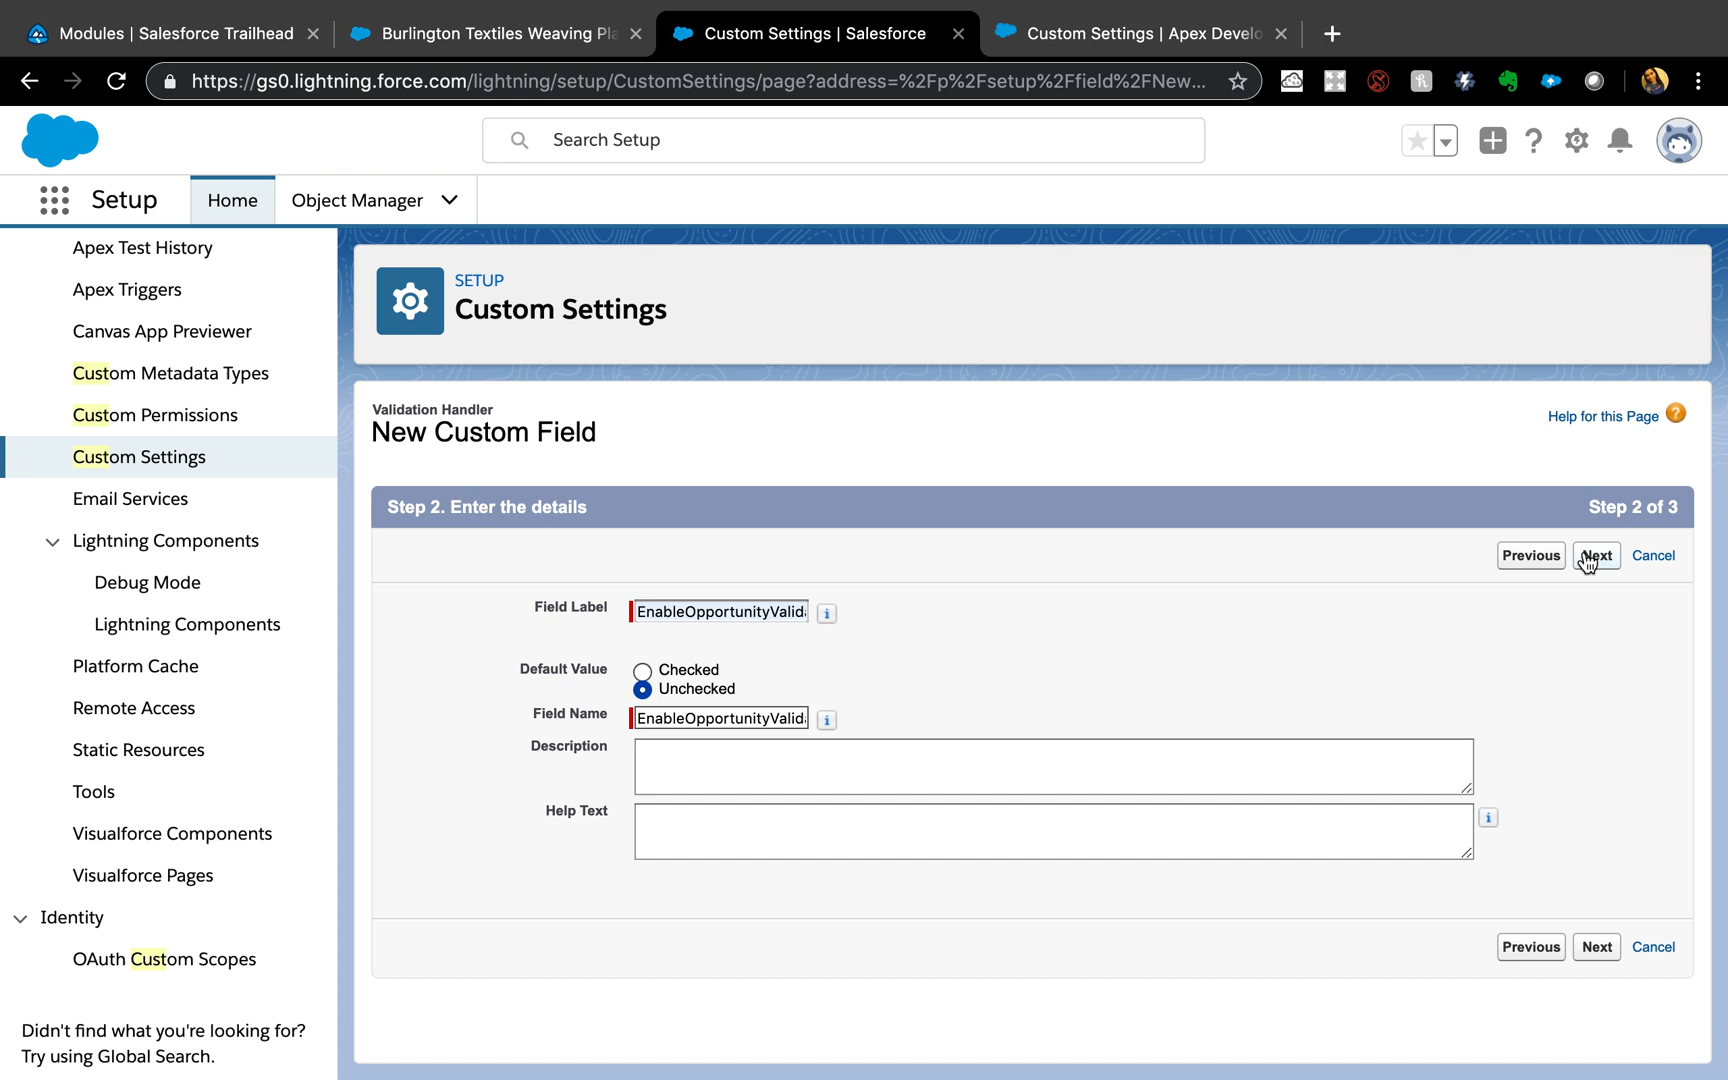 Modules | Salesforce Trailhead
Burlington Textiles Weaving Pla
Custom Settings | Salesforce
Custom Settings | Apex Develo
https://gs0.lightning.force.com/lightning/setup/CustomSettings/page?address=%2Fp%2Fsetup%2Ffield%2FNew...
Search Setup
Setup
Home
Object Manager
Apex Test History
Apex Triggers
Canvas App Previewer
Custom Metadata Types
Custom Permissions
Custom Settings
Email Services
Lightning Components
Debug Mode
Lightning Components
Platform Cache
Remote Access
Static Resources
Tools
Visualforce Components
Visualforce Pages
Identity
OAuth Custom Scopes
Didn't find what you're looking for?
Try using Global Search.
SETUP
Custom Settings
Validation Handler
New Custom Field
Help for this Page
Step 2. Enter the details
Step 2 of 3
Previous
Next
Cancel
Field Label
EnableOpportunityValid
Default Value
Checked
Unchecked
Field Name
EnableOpportunityValid
Description
Help Text
Previous
Next
Cancel